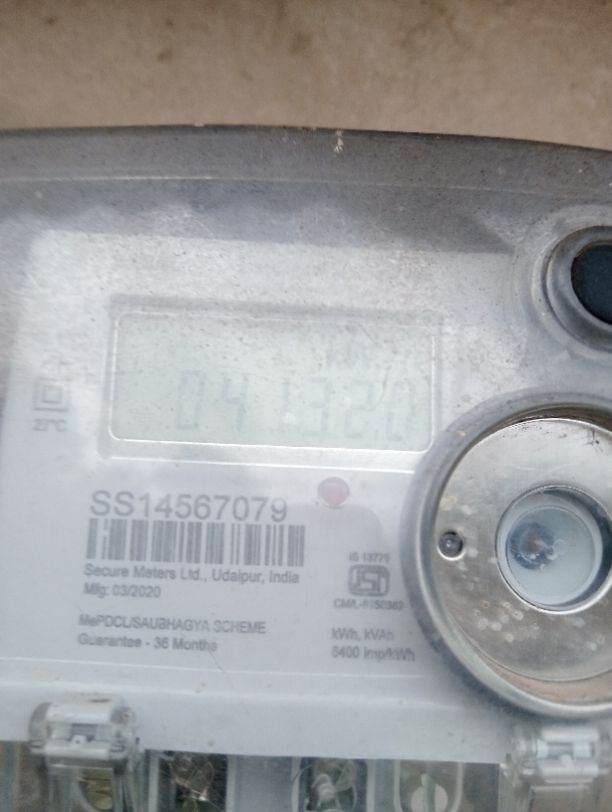 041320
27°C
SS14567079
Secure Meters Ltd., Udaipur, India
Mfg: 03/2020
MePDCL/SAUBHAGYA SCHEME
Guarantee - 36 Months
IS 13779
kWh, kVAh
6400 imp/kWh